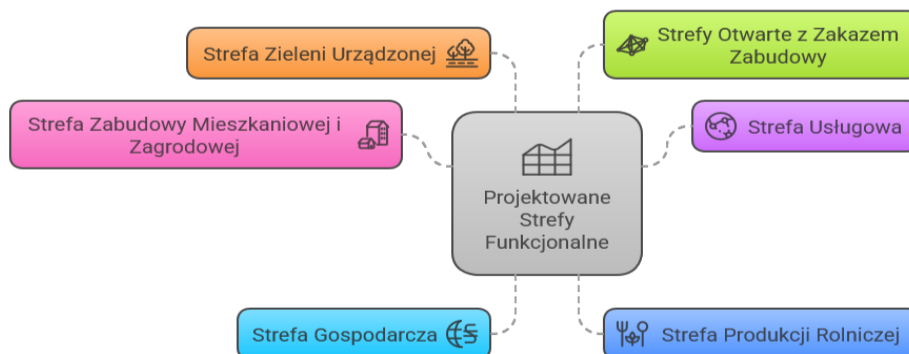 Strefa Zieleni Urządzonej
Strefy Otwarte z Zakazem
Zabudowy
Strefa Zabudowy Mieszkaniowej i
Zagrodowej
Strefa Usługowa
Projektowane
Strefy
Funkcjonalne
Strefa Gospodarcza
Strefa Produkcji Rolniczej